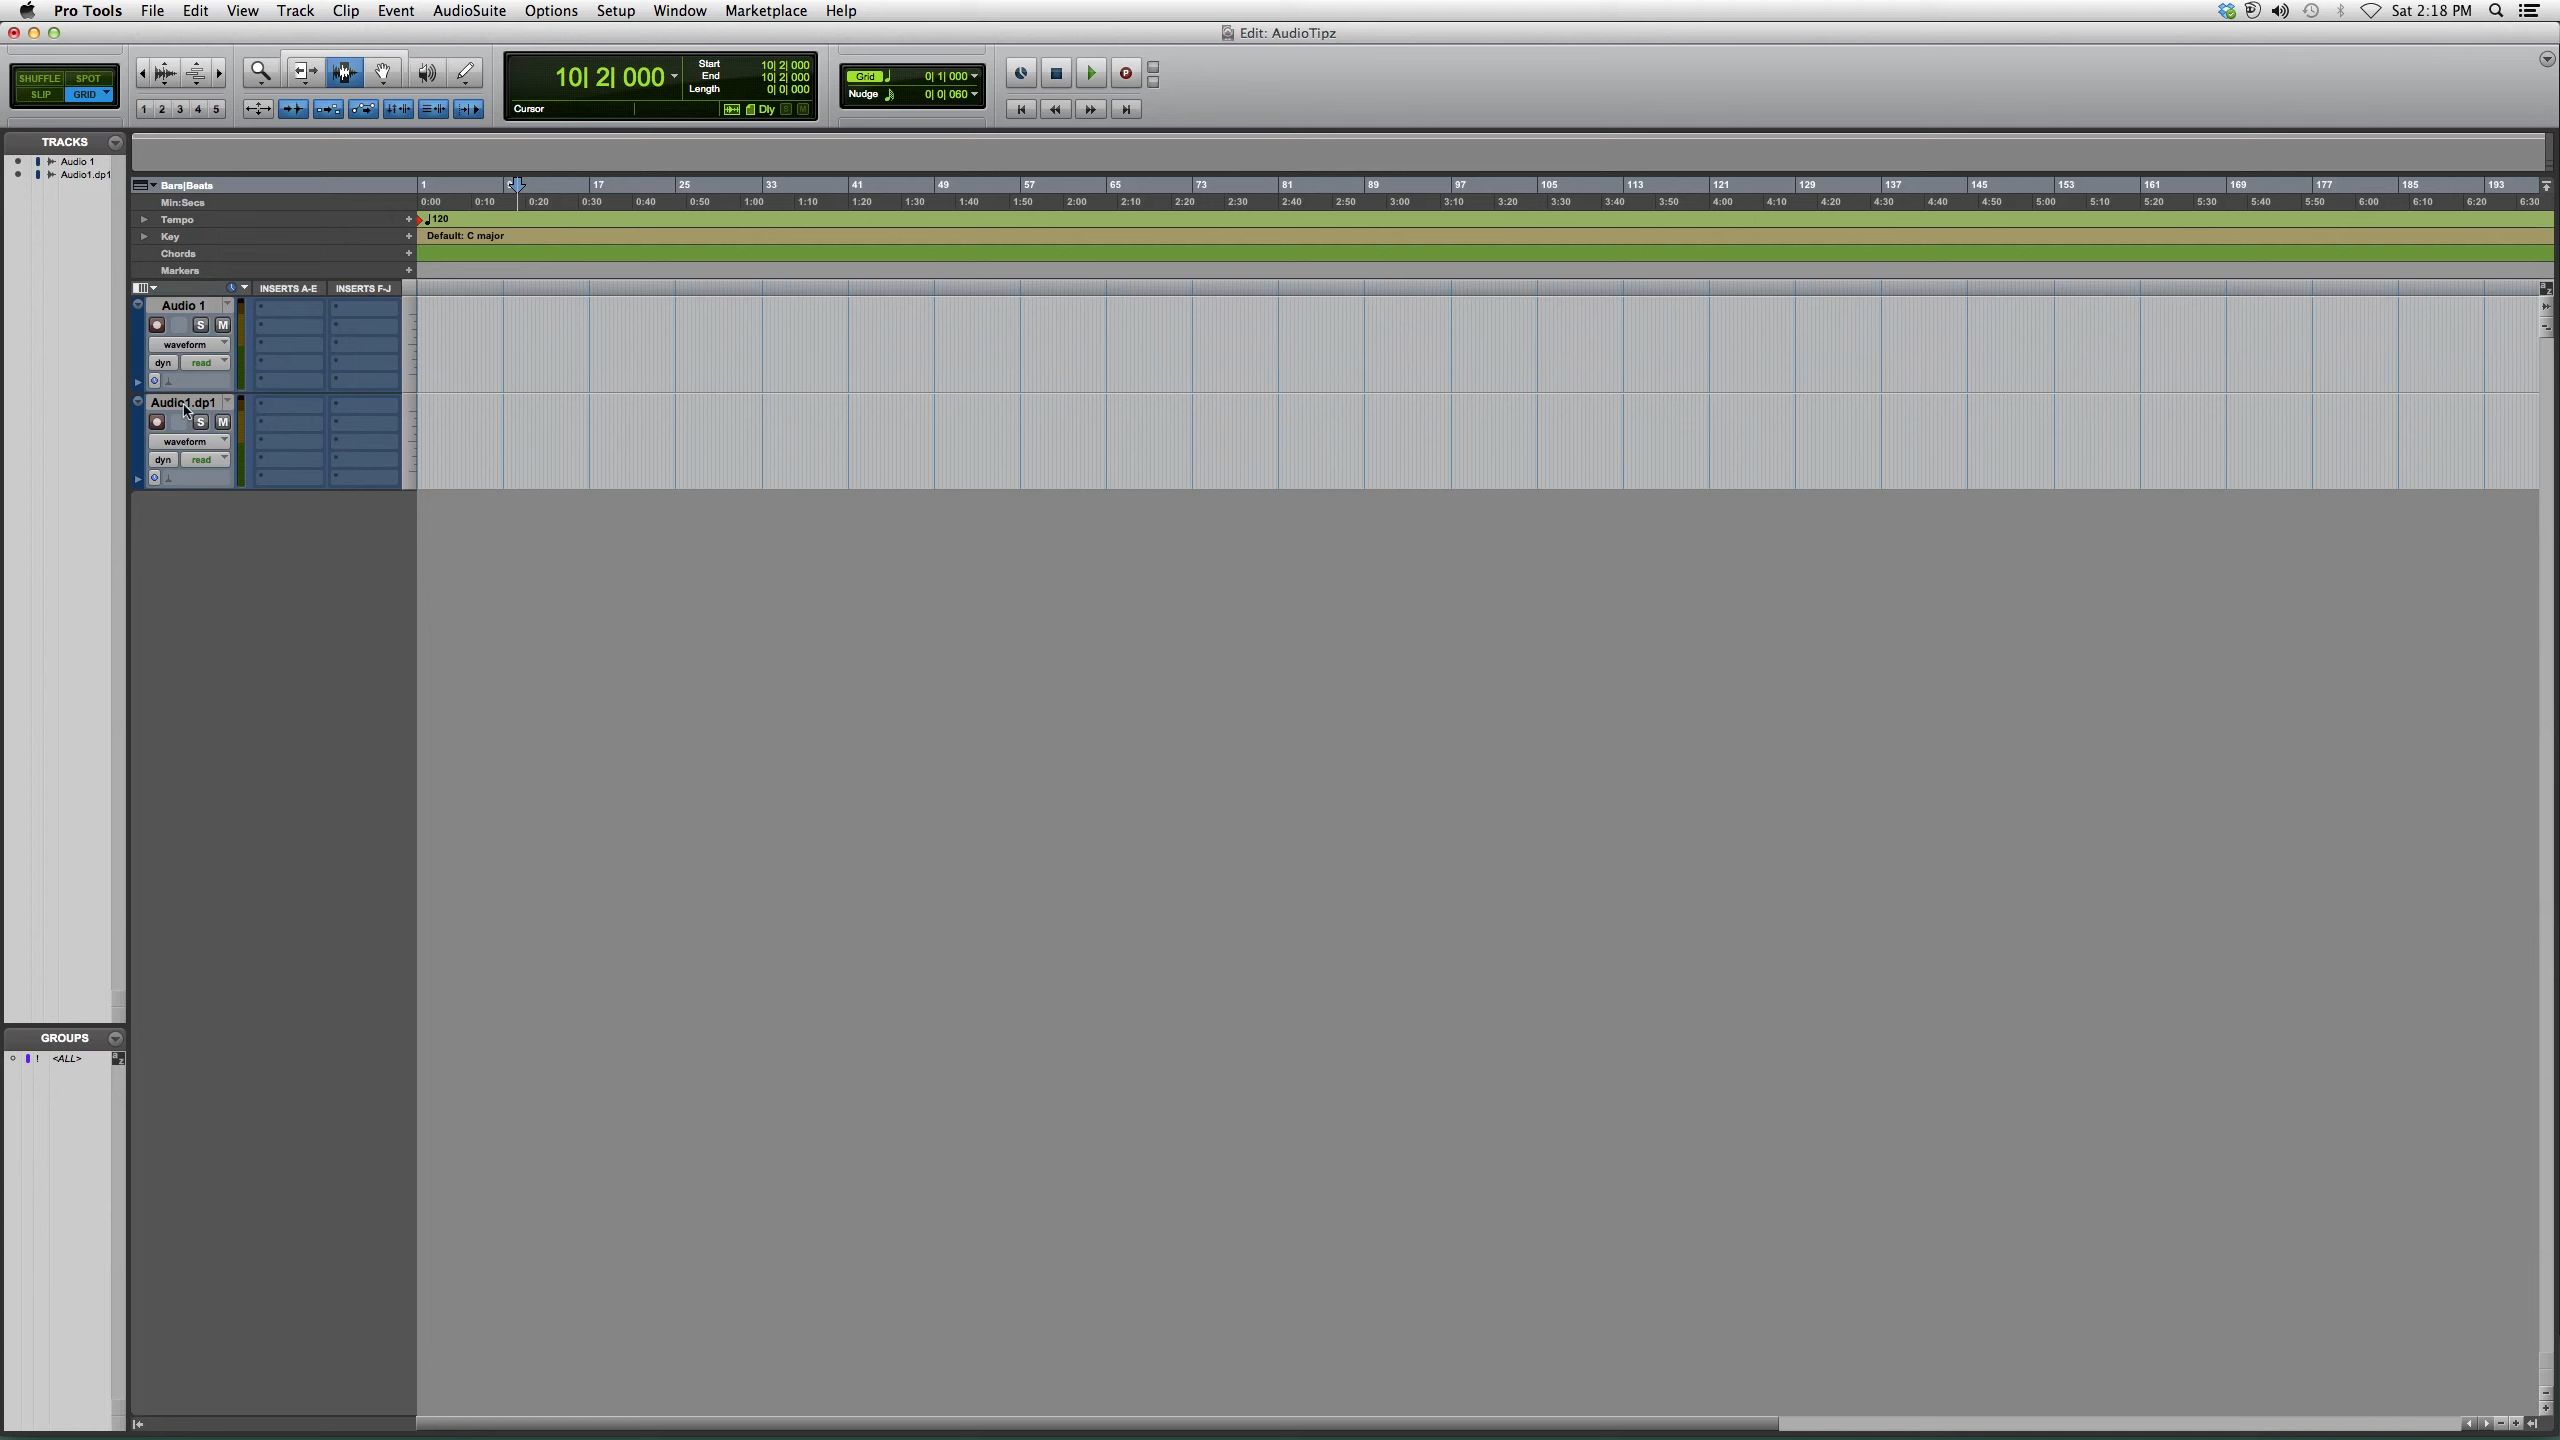 Pro Tools File Edit View Track Clip Event AudioSuite Options Setup Window Marketplace Help Sat 2:18 PM
Edit: AudioTipz
SHUFFLE SPOT
SLIP GRID
1 2 3 4 5
10| 2| 000
Start 10| 2| 000
End 10| 2| 000
Length 0| 0| 000
Cursor Dly S M
Grid 0| 1| 000
Nudge 0| 0| 060
TRACKS
Audio 1
Audio1.dp1
Bars|Beats 1 17 25 33 41 49 57 65 73 81 89 97 105 113 121 129 137 145 153 161 169 177 185 193
Min:Secs 0:00 0:10 0:20 0:30 0:40 0:50 1:00 1:10 1:20 1:30 1:40 1:50 2:00 2:10 2:20 2:30 2:40 2:50 3:00 3:10 3:20 3:30 3:40 3:50 4:00 4:10 4:20 4:30 4:40 4:50 5:00 5:10 5:20 5:30 5:40 5:50 6:00 6:10 6:20 6:30
Tempo + 120
Key + Default: C major
Chords +
Markers +
INSERTS A-E INSERTS F-J
a z
Audio 1
S M
waveform
dyn read
Audio1.dp1
S M
waveform
dyn read
GROUPS
! <ALL> a z